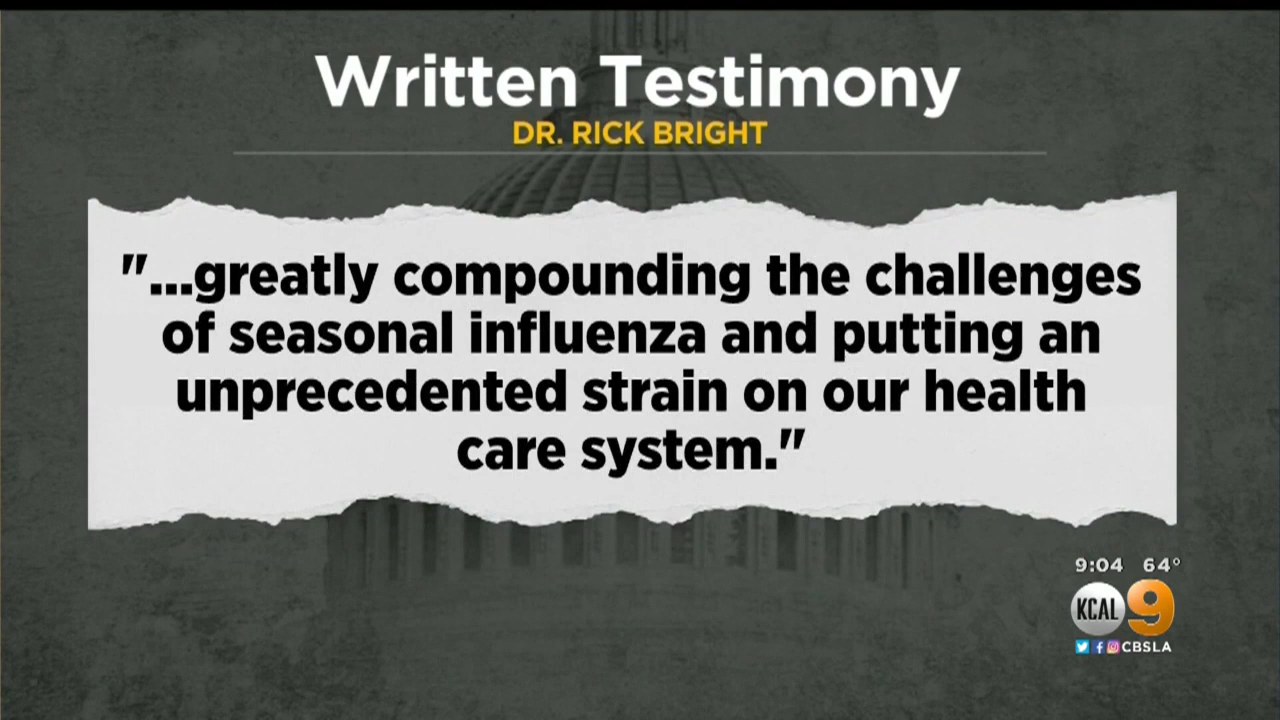 Written Testimony
DR. RICK BRIGHT
"...greatly compounding the challenges
of seasonal influenza and putting an
unprecedented strain on our health
care system."
9:04 64°
KCAL 9
CBSLA